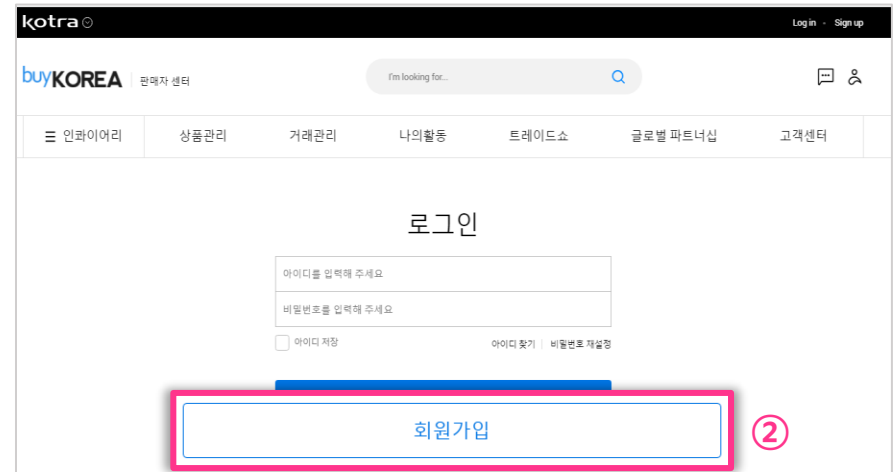 kotra Log in · Sign up
buyKOREA 판매자 센터 I'm looking for...
인콰이어리 상품관리 거래관리 나의활동 트레이드쇼 글로벌 파트너십 고객센터
로그인
아이디를 입력해 주세요
비밀번호를 입력해 주세요
아이디 저장 아이디 찾기 비밀번호 재설정
회원가입 ②